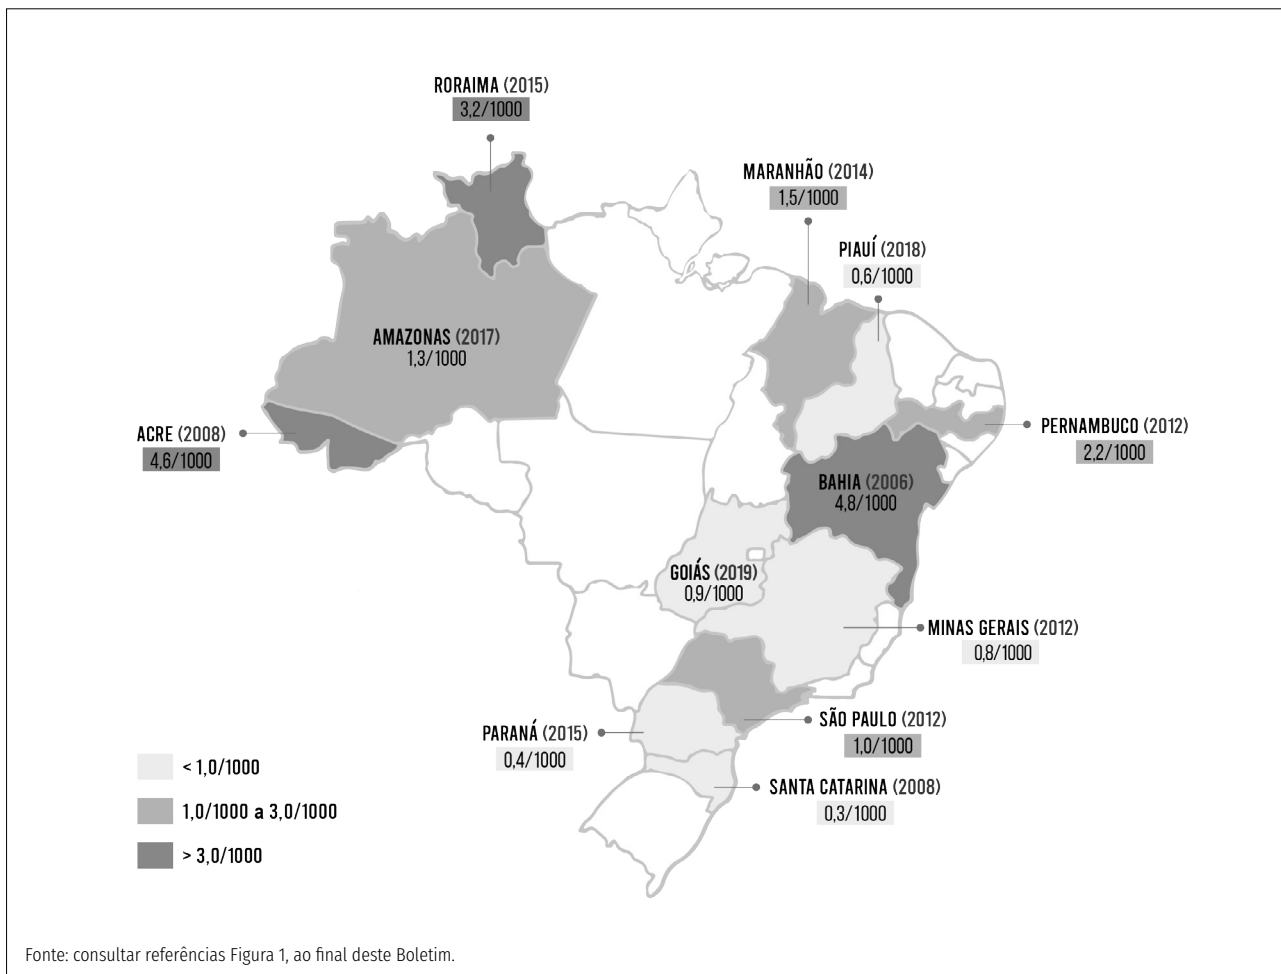 RORAIMA (2015)
3,2/1000
MARANHÃO (2014)
1,5/1000
PIAUÍ (2018)
0,6/1000
AMAZONAS (2017)
1,3/1000
ACRE (2008)
4,6/1000
PERNAMBUCO (2012)
2,2/1000
BAHIA (2006)
4,8/1000
GOIÁS (2019)
0,9/1000
MINAS GERAIS (2012)
0,8/1000
SÃO PAULO (2012)
1,0/1000
PARANÁ (2015)
0,4/1000
SANTA CATARINA (2008)
0,3/1000
< 1,0/1000
1,0/1000 a 3,0/1000
> 3,0/1000
Fonte: consultar referências Figura 1, ao final deste Boletim.